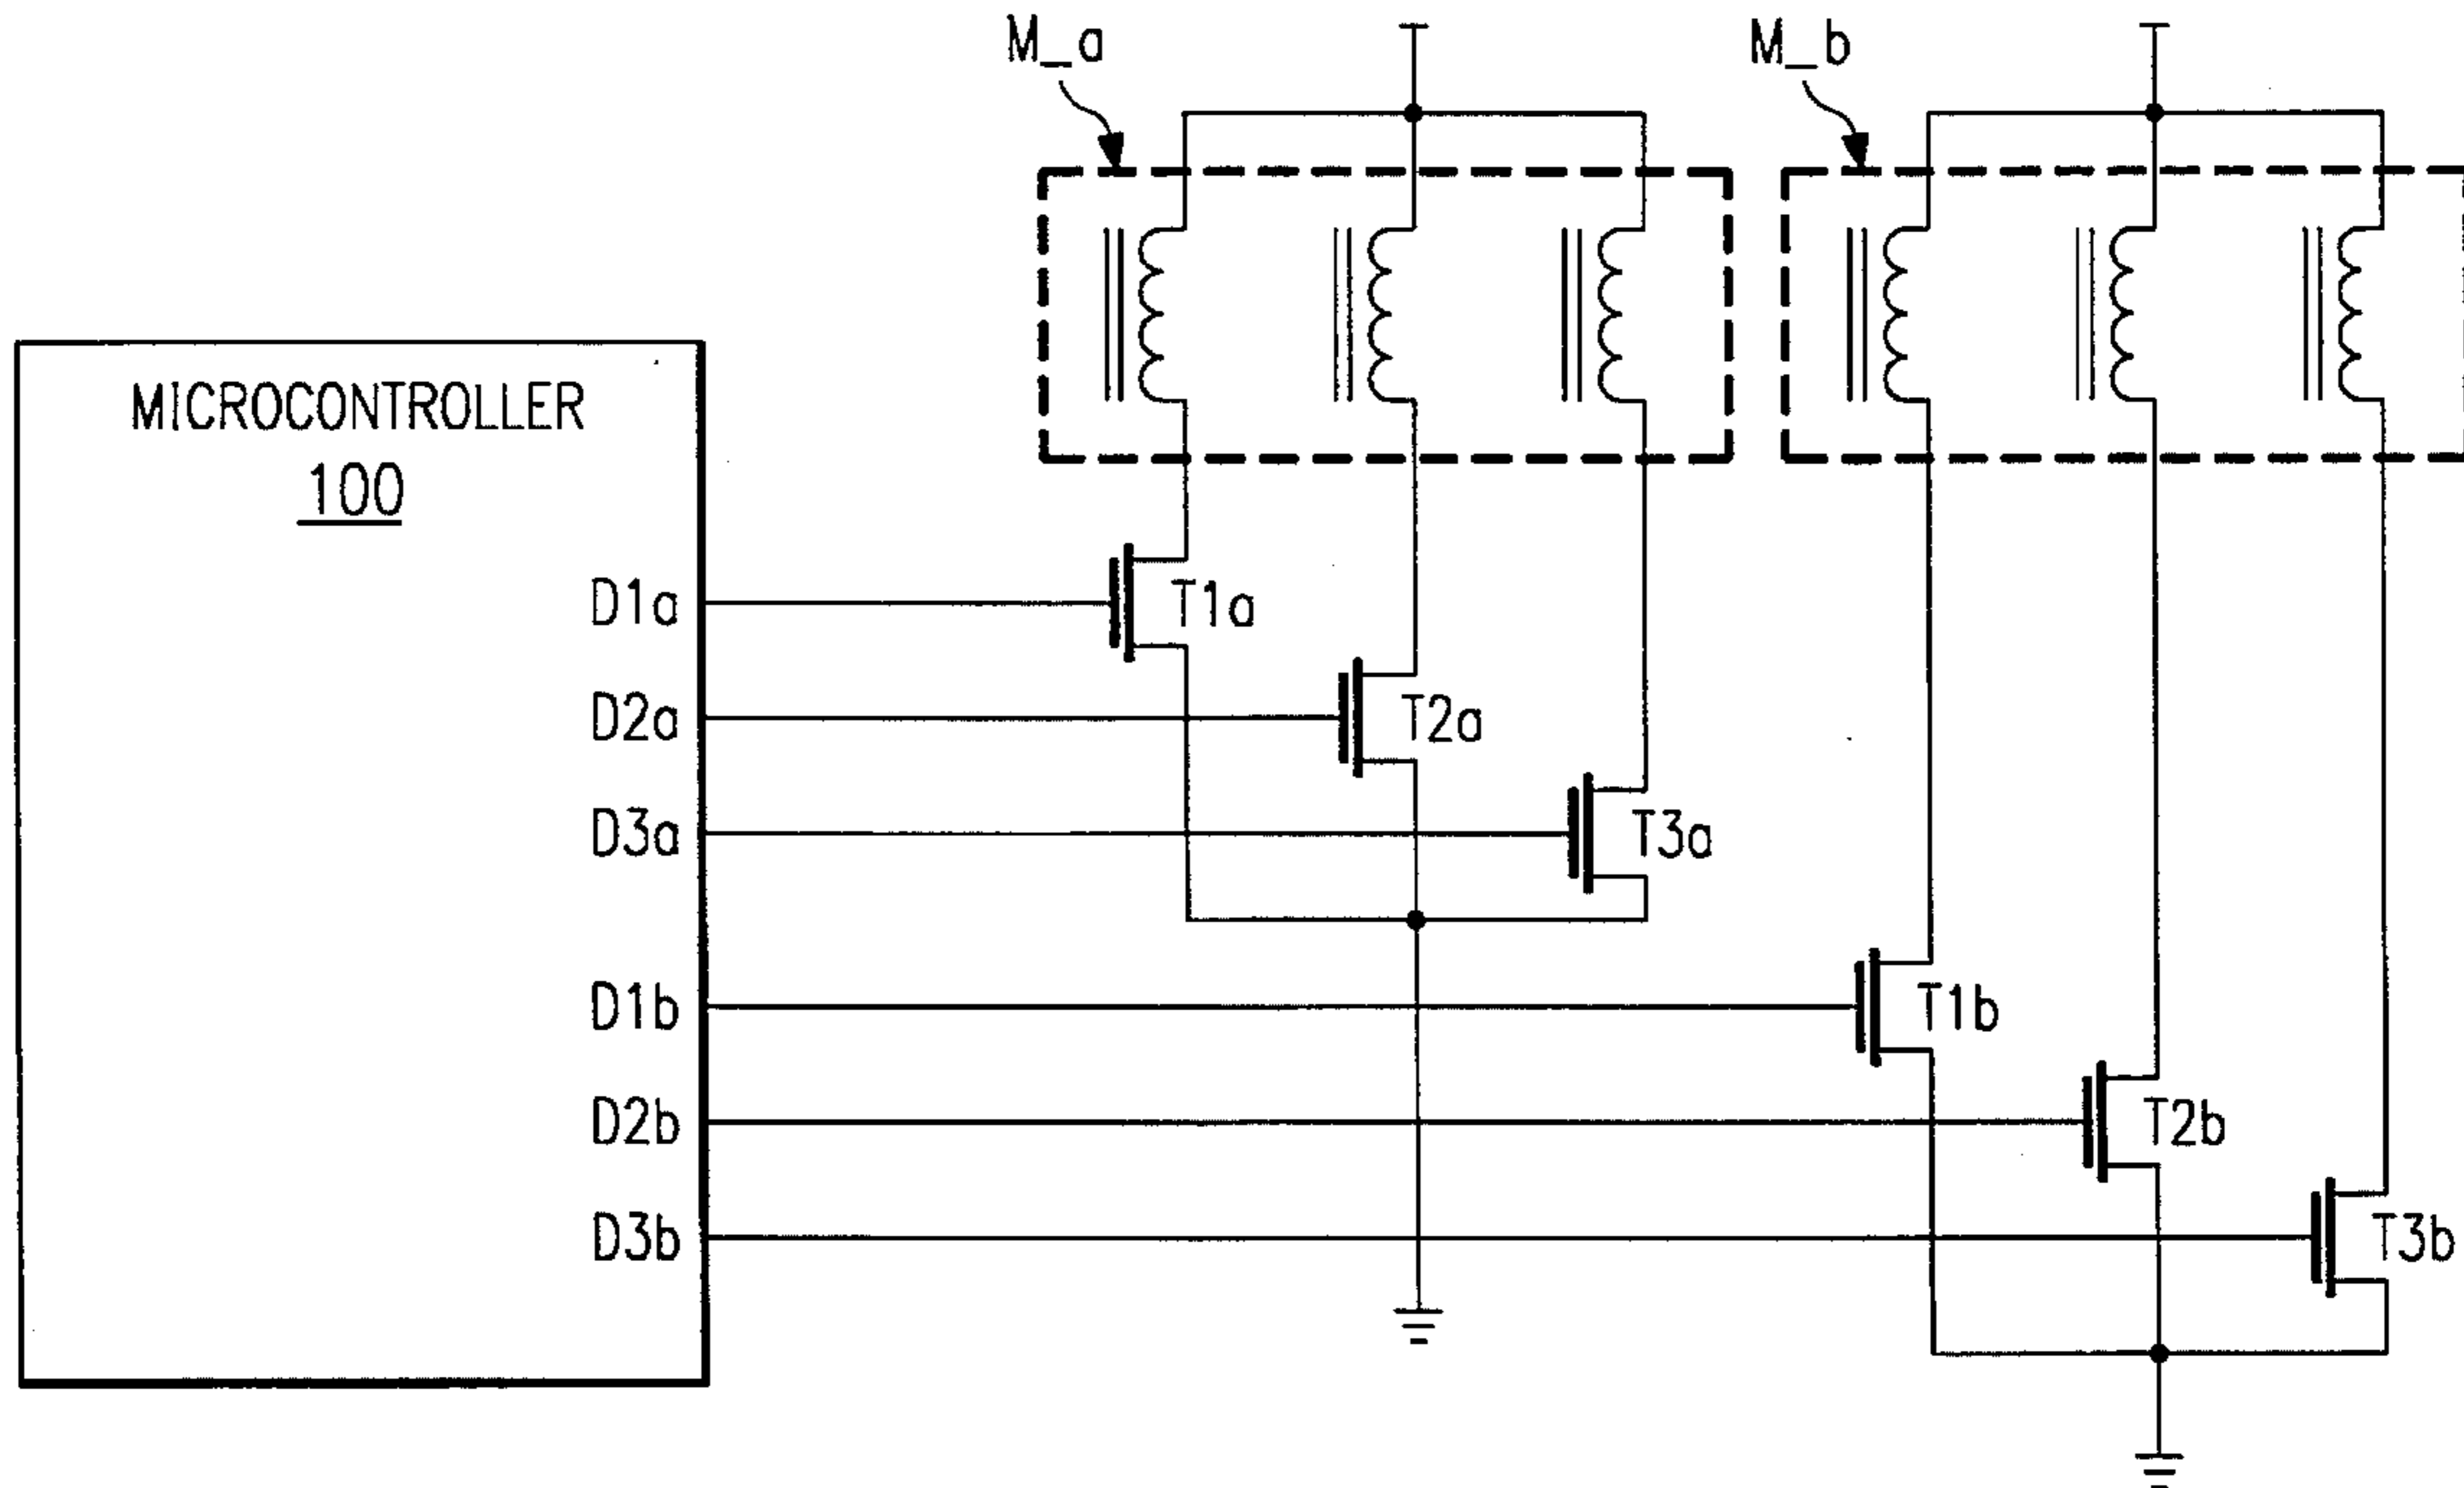 M_a
M_b
MICROCONTROLLER
100
D1a
T1a
D2a
T2a
D3a
T3a
D1b
T1b
D2b
T2b
D3b
T3b